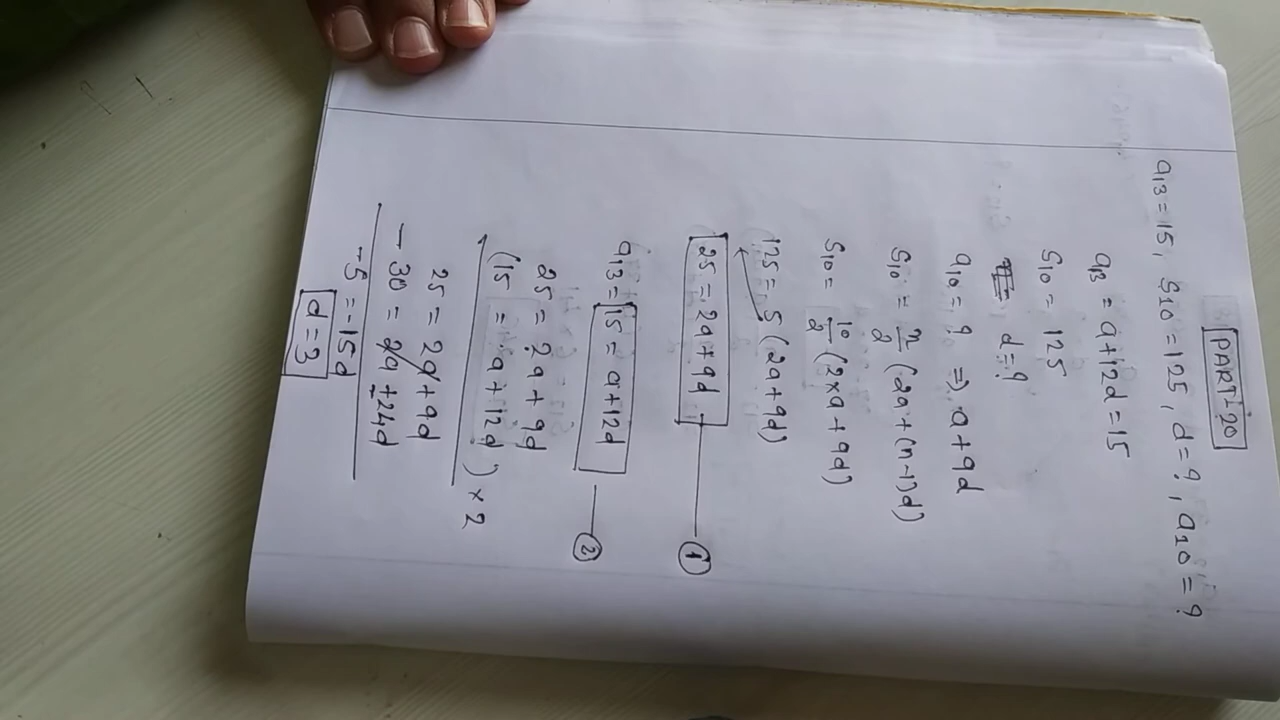 PART-20
a13 = 15, S10 = 125, d = ?, a10 = ?
a13 = a+12d = 15
S10 = 125
d = ?
a10 = ? ⇒ a+9d
S10 = n/2 (2a+(n-1)d)
S10 = 10/2 (2×a+9d)
125 = 5 (2a+9d)
25 = 2a+9d ①
a13 = 15 = a+12d ②
25 = 2a+9d
(15 = a+12d) ×2
25 = 2a+9d
-30 = 2a+24d
-5 = -15d
d = 3